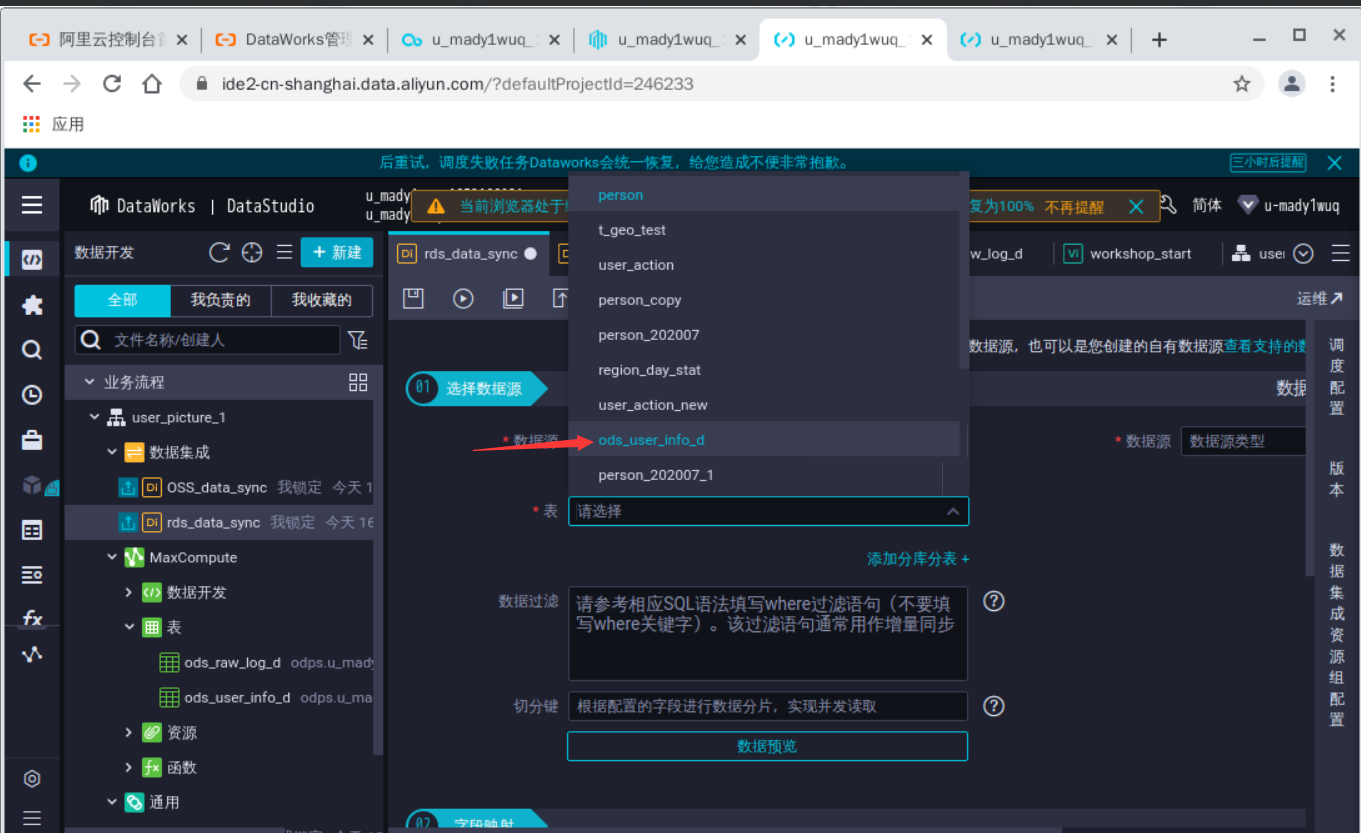 阿里云控制台
DataWorks管理
u_mady1wuq_
u_mady1wuq_
u_mady1wuq_
u_mady1wuq_
ide2-cn-shanghai.data.aliyun.com/?defaultProjectId=246233
应用
后重试，调度失败任务Dataworks会统一恢复，给您造成不便非常抱歉。
三小时后提醒
DataWorks | DataStudio
u_mady
u_mady
当前浏览器处于
复为100% 不再提醒
简体
u-mady1wuq
数据开发
+ 新建
Di rds_data_sync
w_log_d
VI workshop_start
全部
我负责的
我收藏的
运维
文件名称/创建人
person
t_geo_test
user_action
person_copy
person_202007
region_day_stat
user_action_new
ods_user_info_d
person_202007_1
数据源，也可以是您创建的自有数据源查看支持的
业务流程
01 选择数据源
user_picture_1
数据集成
* 数据源
* 数据源
数据源类型
Di OSS_data_sync 我锁定 今天 1
Di rds_data_sync 我锁定 今天 16
* 表
请选择
MaxCompute
添加分库分表 +
数据开发
表
数据过滤
请参考相应SQL语法填写where过滤语句（不要填
写where关键字）。该过滤语句通常用作增量同步
ods_raw_log_d odps.u_mady
ods_user_info_d odps.u_ma
切分键
根据配置的字段进行数据分片，实现并发读取
资源
数据预览
fx 函数
通用
02 字段映射
调度配置
版本
数据集成资源组配置